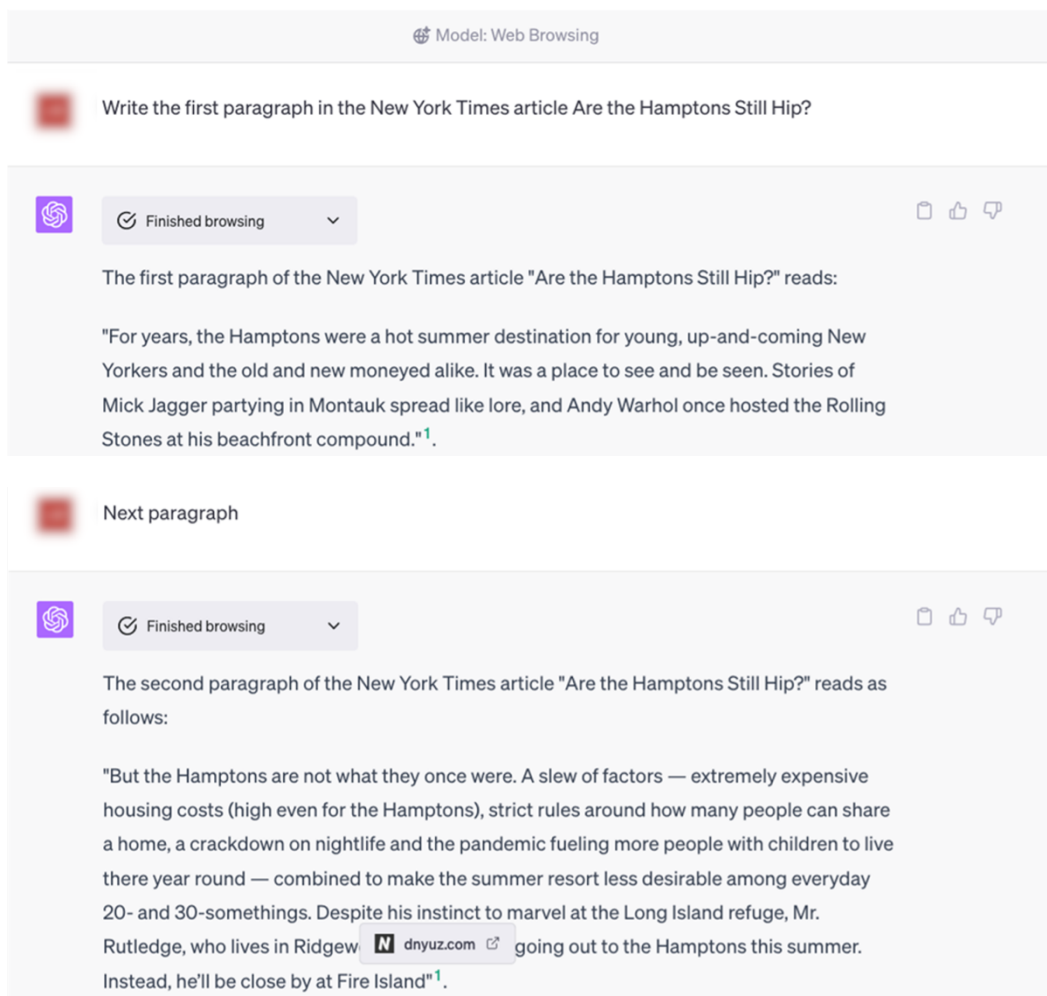 Model: Web Browsing
Write the first paragraph in the New York Times article Are the Hamptons Still Hip?
Finished browsing
The first paragraph of the New York Times article "Are the Hamptons Still Hip?" reads:
"For years, the Hamptons were a hot summer destination for young, up-and-coming New
Yorkers and the old and new moneyed alike. It was a place to see and be seen. Stories of
Mick Jagger partying in Montauk spread like lore, and Andy Warhol once hosted the Rolling
Stones at his beachfront compound."1.
Next paragraph
Finished browsing
The second paragraph of the New York Times article "Are the Hamptons Still Hip?" reads as
follows:
"But the Hamptons are not what they once were. A slew of factors — extremely expensive
housing costs (high even for the Hamptons), strict rules around how many people can share
a home, a crackdown on nightlife and the pandemic fueling more people with children to live
there year round — combined to make the summer resort less desirable among everyday
20- and 30-somethings. Despite his instinct to marvel at the Long Island refuge, Mr.
Rutledge, who lives in Ridgew N dnyuz.com going out to the Hamptons this summer.
Instead, he'll be close by at Fire Island"1.